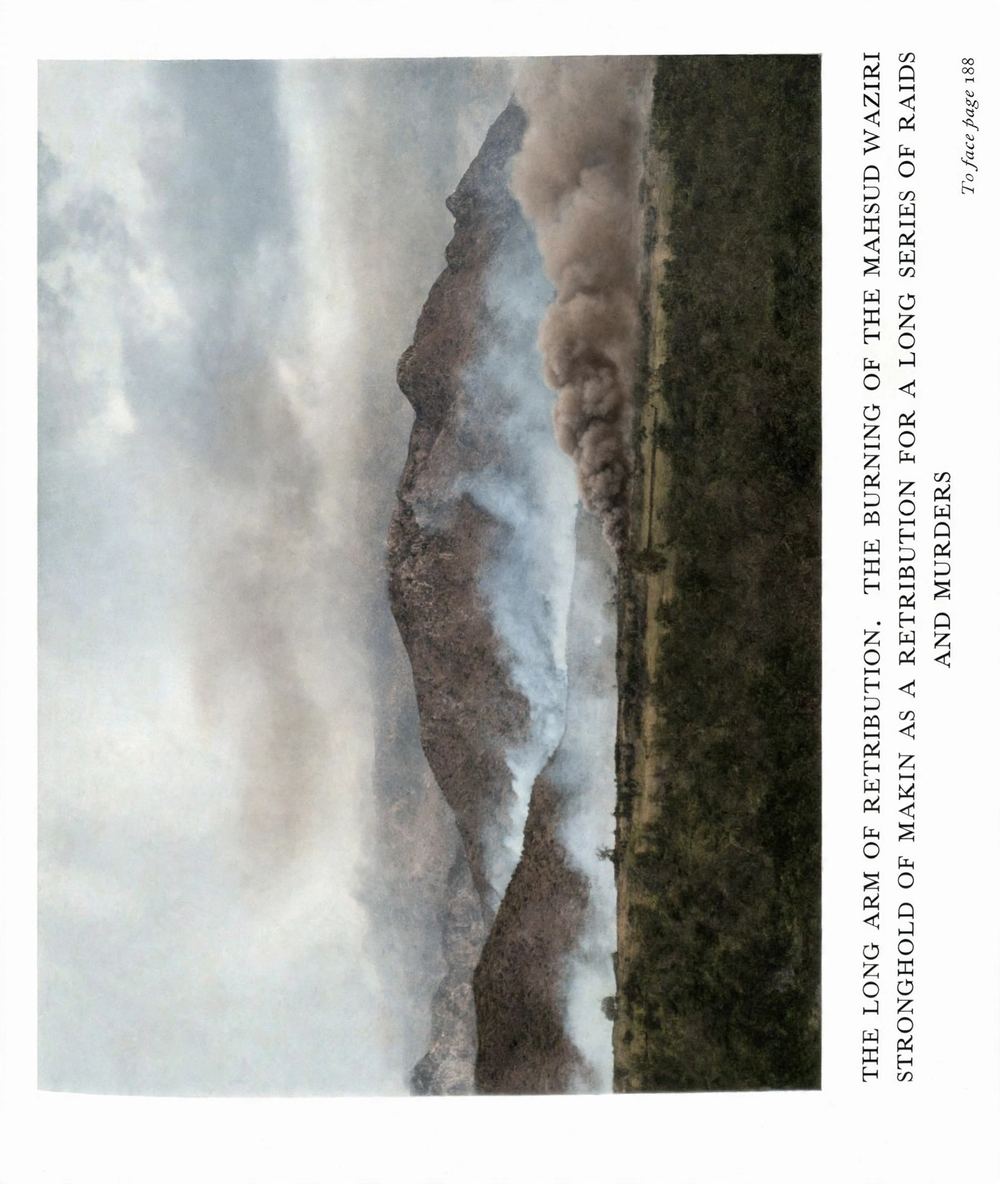 THE LONG ARM OF RETRIBUTION. THE BURNING OF THE MAHSUD WAZIRI
STRONGHOLD OF MAKIN AS A RETRIBUTION FOR A LONG SERIES OF RAIDS
AND MURDERS
To face page 188